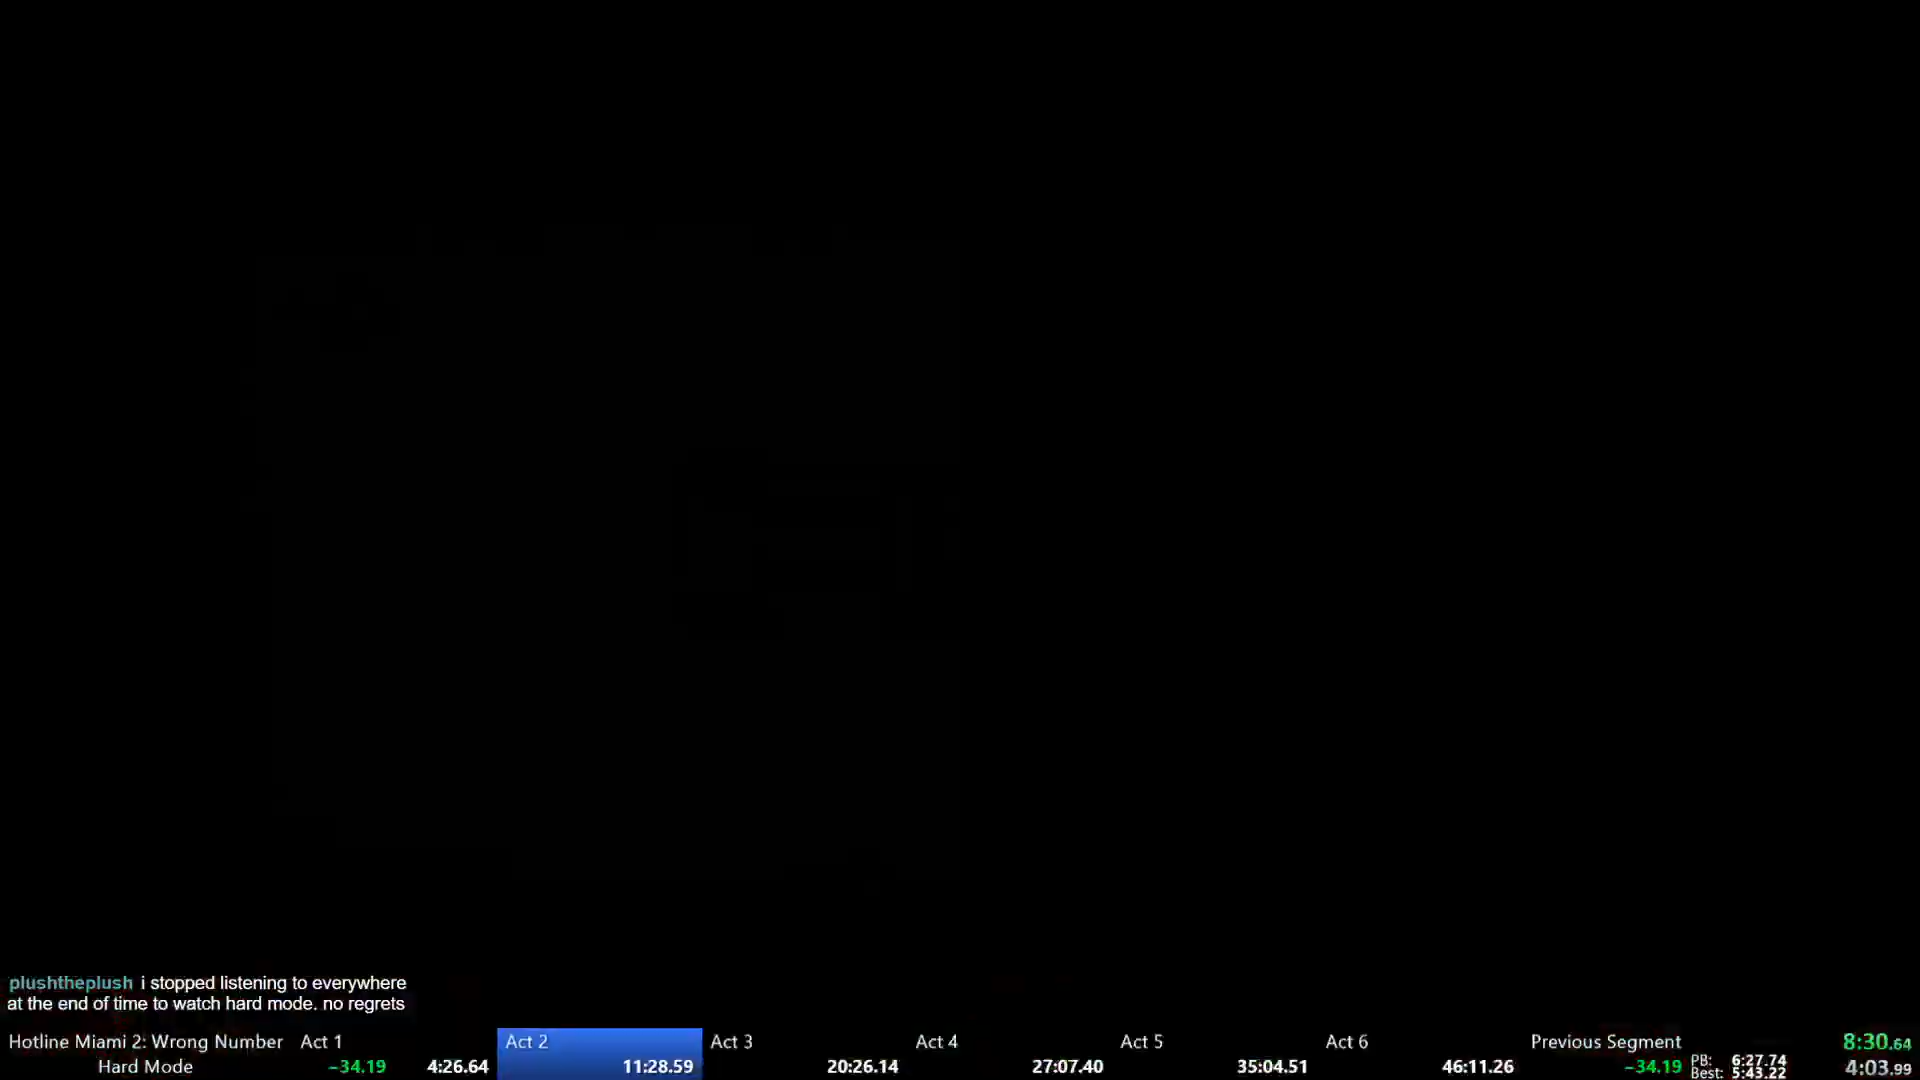 plushtheplush i stopped listening to everywhere
at the end of time to watch hard mode. no regrets
Hotline Miami 2: Wrong Number Act 1 Act 2 Act 3 Act 4 Act 5 Act 6 Previous Segment 8:30.64
Hard Mode −34.19 4:26.64 11:28.59 20:26.14 27:07.40 35:04.51 46:11.26 −34.19 PB: 6:27.74
Best: 5:43.22 4:03.99